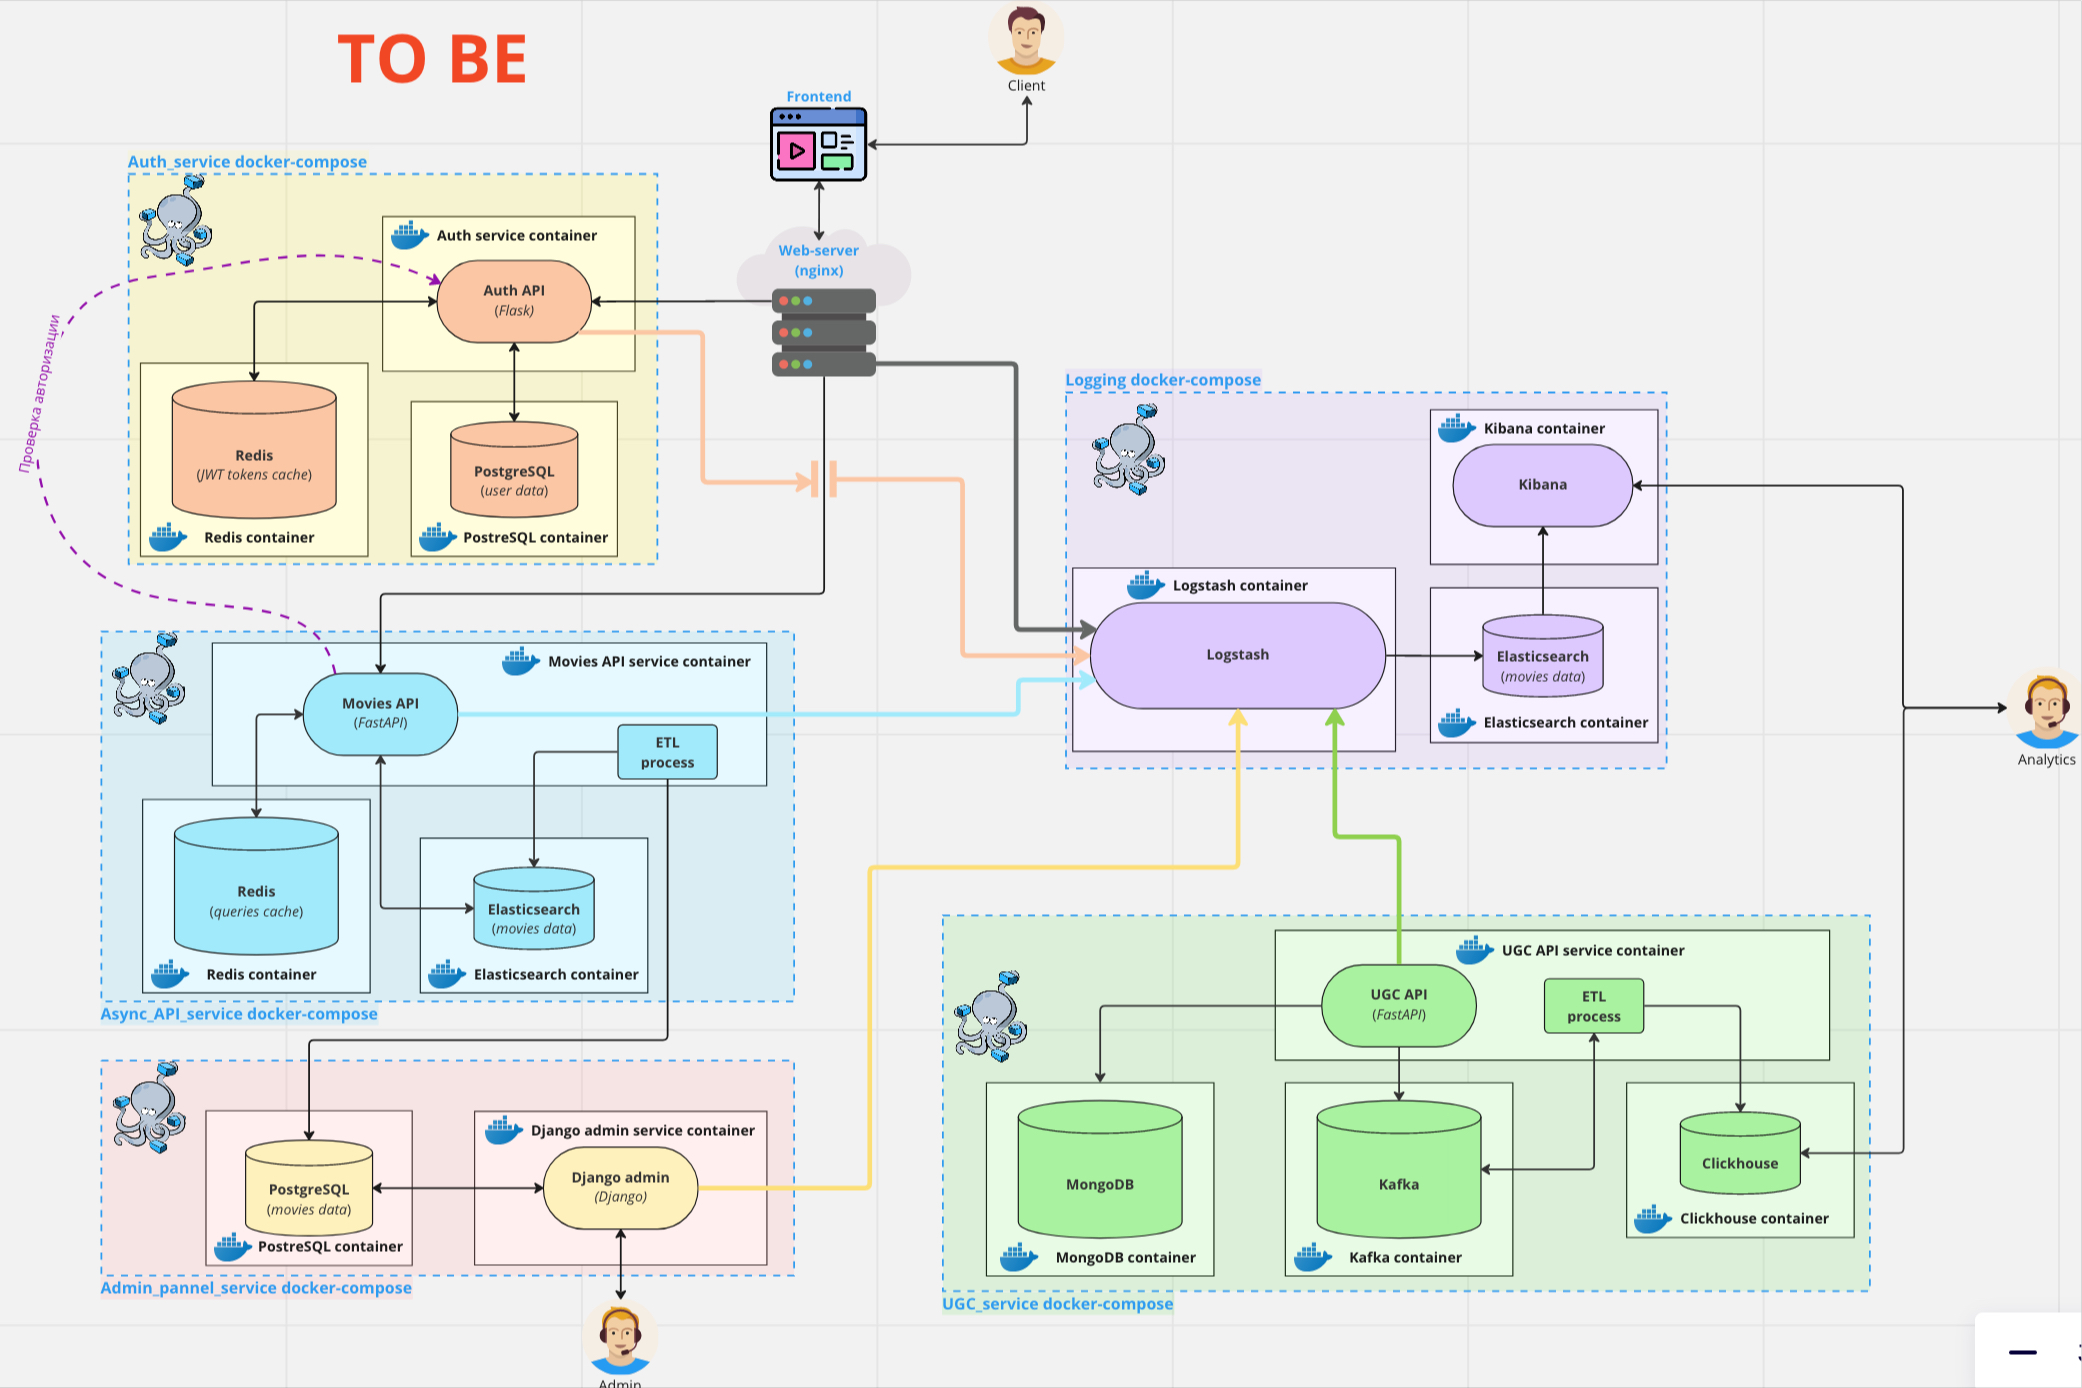 TO BE
Client
Frontend
Web-server
(nginx)
Auth_service docker-compose
Auth service container
Auth API
(Flask)
Проверка авторизации
Redis
(JWT tokens cache)
Redis container
PostgreSQL
(user data)
PostreSQL container
Logging docker-compose
Kibana container
Kibana
Logstash container
Logstash
Elasticsearch
(movies data)
Elasticsearch container
Analytics
Movies API service container
Movies API
(FastAPI)
ETL
process
Redis
(queries cache)
Redis container
Elasticsearch
(movies data)
Elasticsearch container
Async_API_service docker-compose
PostgreSQL
(movies data)
PostreSQL container
Django admin service container
Django admin
(Django)
Admin_pannel_service docker-compose
Admin
UGC API service container
UGC API
(FastAPI)
ETL
process
MongoDB
MongoDB container
Kafka
Kafka container
Clickhouse
Clickhouse container
UGC_service docker-compose